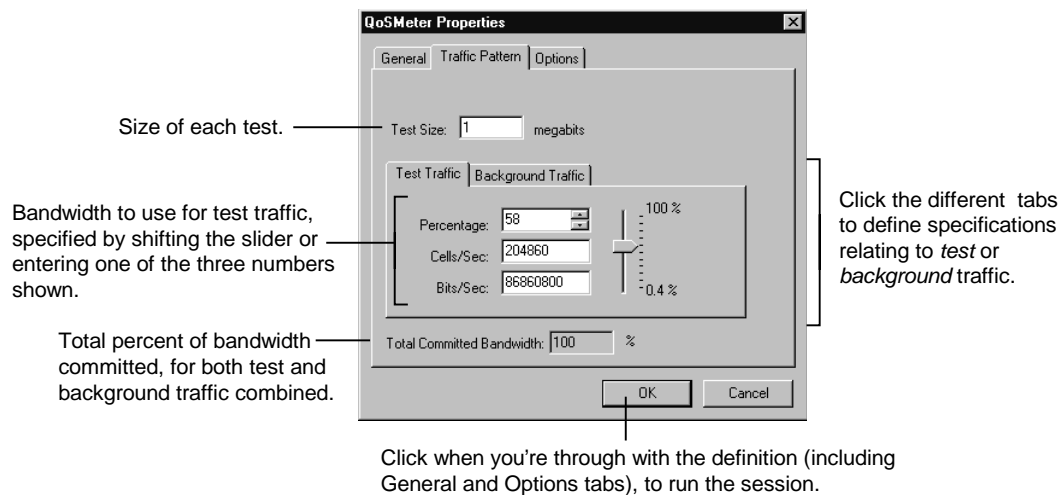 QoSMeter Properties
General
Traffic Pattern
Options
Size of each test.
Test Size: 1 megabits
Test Traffic
Background Traffic
Bandwidth to use for test traffic,
specified by shifting the slider or
entering one of the three numbers
shown.
Percentage: 58
Cells/Sec: 204860
Bits/Sec: 86860800
100 %
0.4 %
Click the different tabs
to define specifications
relating to test or
background traffic.
Total percent of bandwidth
committed, for both test and
background traffic combined.
Total Committed Bandwidth: 100 %
OK
Cancel
Click when you're through with the definition (including
General and Options tabs), to run the session.